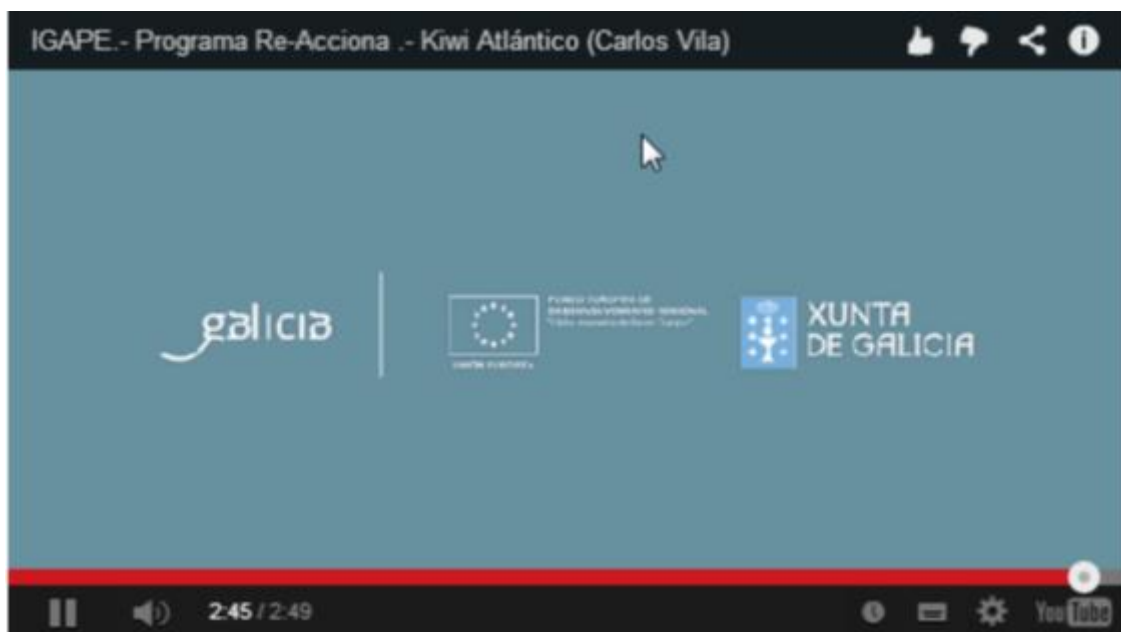 IGAPE.- Programa Re-Acciona .- Kiwi Atlántico (Carlos Vila)
galicia
XUNTA
DE GALICIA
2:45 / 2:49
YouTube